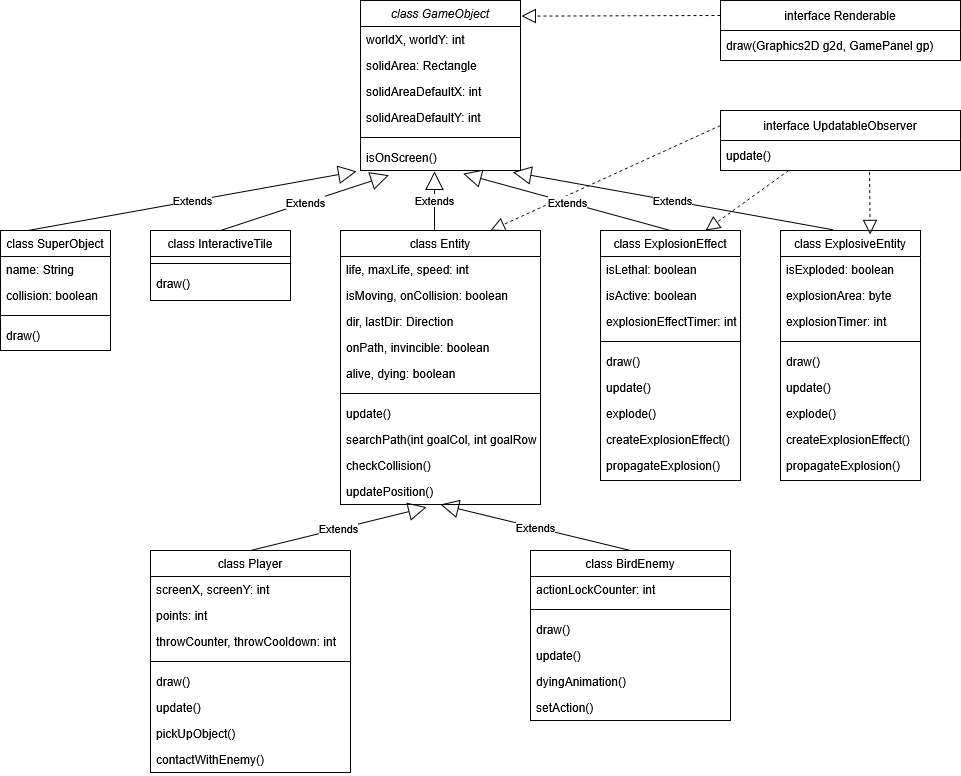 class GameObject
worldX, worldY: int
solidArea: Rectangle
solidAreaDefaultX: int
solidAreaDefaultY: int
isOnScreen()
interface Renderable
draw(Graphics2D g2d, GamePanel gp)
interface UpdatableObserver
update()
Extends
Extends
Extends
Extends
Extends
class SuperObject
name: String
collision: boolean
draw()
class InteractiveTile
draw()
class Entity
life, maxLife, speed: int
isMoving, onCollision: boolean
dir, lastDir: Direction
onPath, invincible: boolean
alive, dying: boolean
update()
searchPath(int goalCol, int goalRow
checkCollision()
updatePosition()
class ExplosionEffect
isLethal: boolean
isActive: boolean
explosionEffectTimer: int
draw()
update()
explode()
createExplosionEffect()
propagateExplosion()
class ExplosiveEntity
isExploded: boolean
explosionArea: byte
explosionTimer: int
draw()
update()
explode()
createExplosionEffect()
propagateExplosion()
Extends
Extends
class Player
screenX, screenY: int
points: int
throwCounter, throwCooldown: int
draw()
update()
pickUpObject()
contactWithEnemy()
class BirdEnemy
actionLockCounter: int
draw()
update()
dyingAnimation()
setAction()